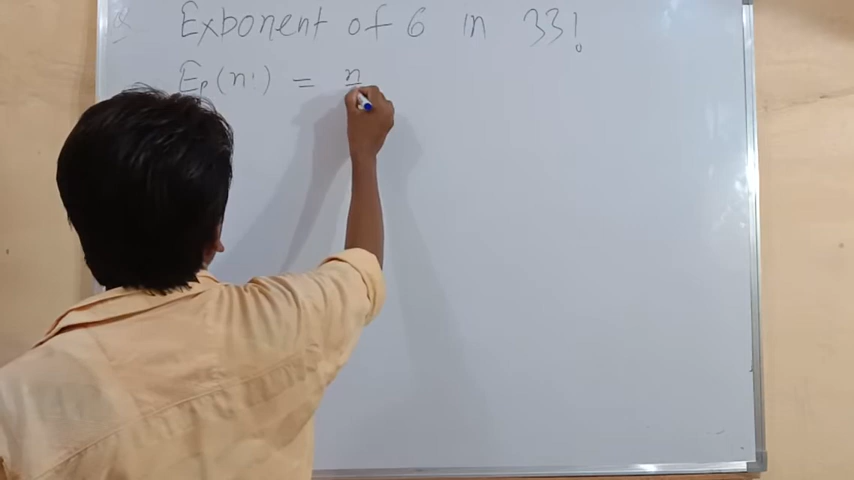 Exbonent of 6 in 33!
Ep(n!) = n